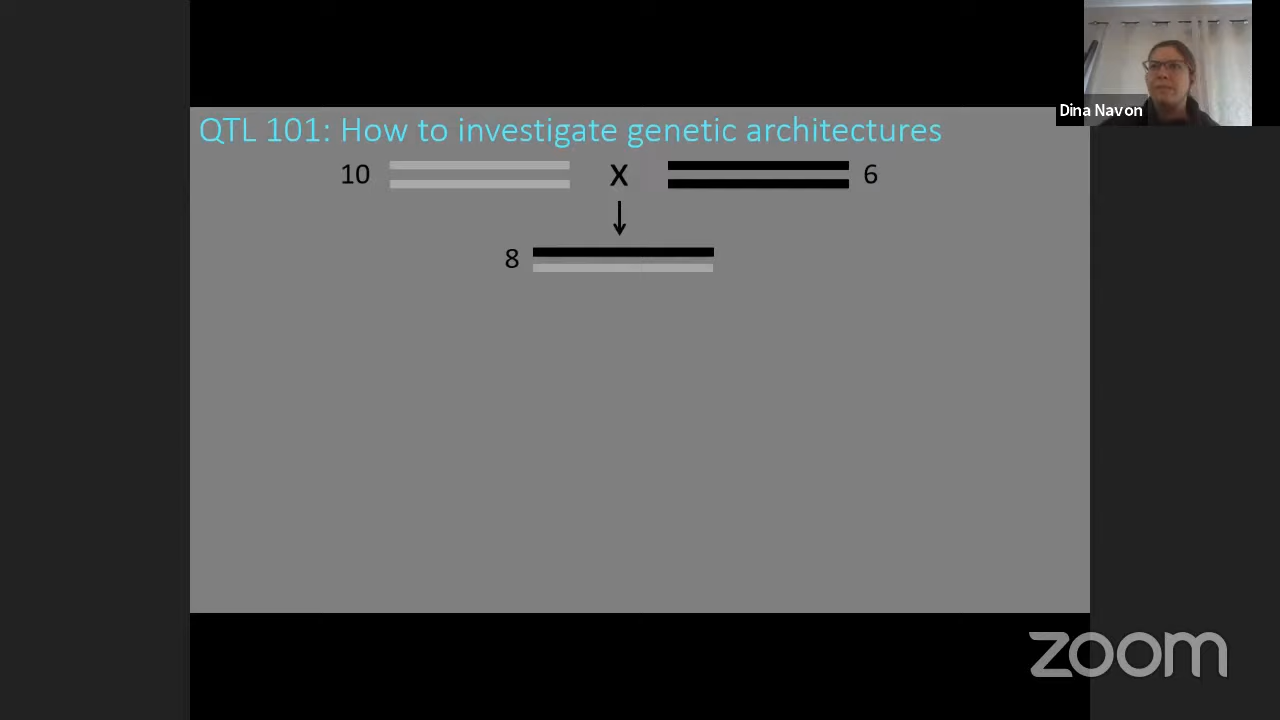 Dina Navon
QTL 101: How to investigate genetic architectures
10 X 6
8
zoom